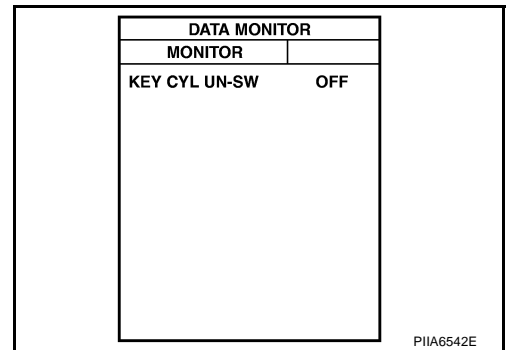 DATA MONITOR
MONITOR
KEY CYL UN-SW OFF
PIIA6542E